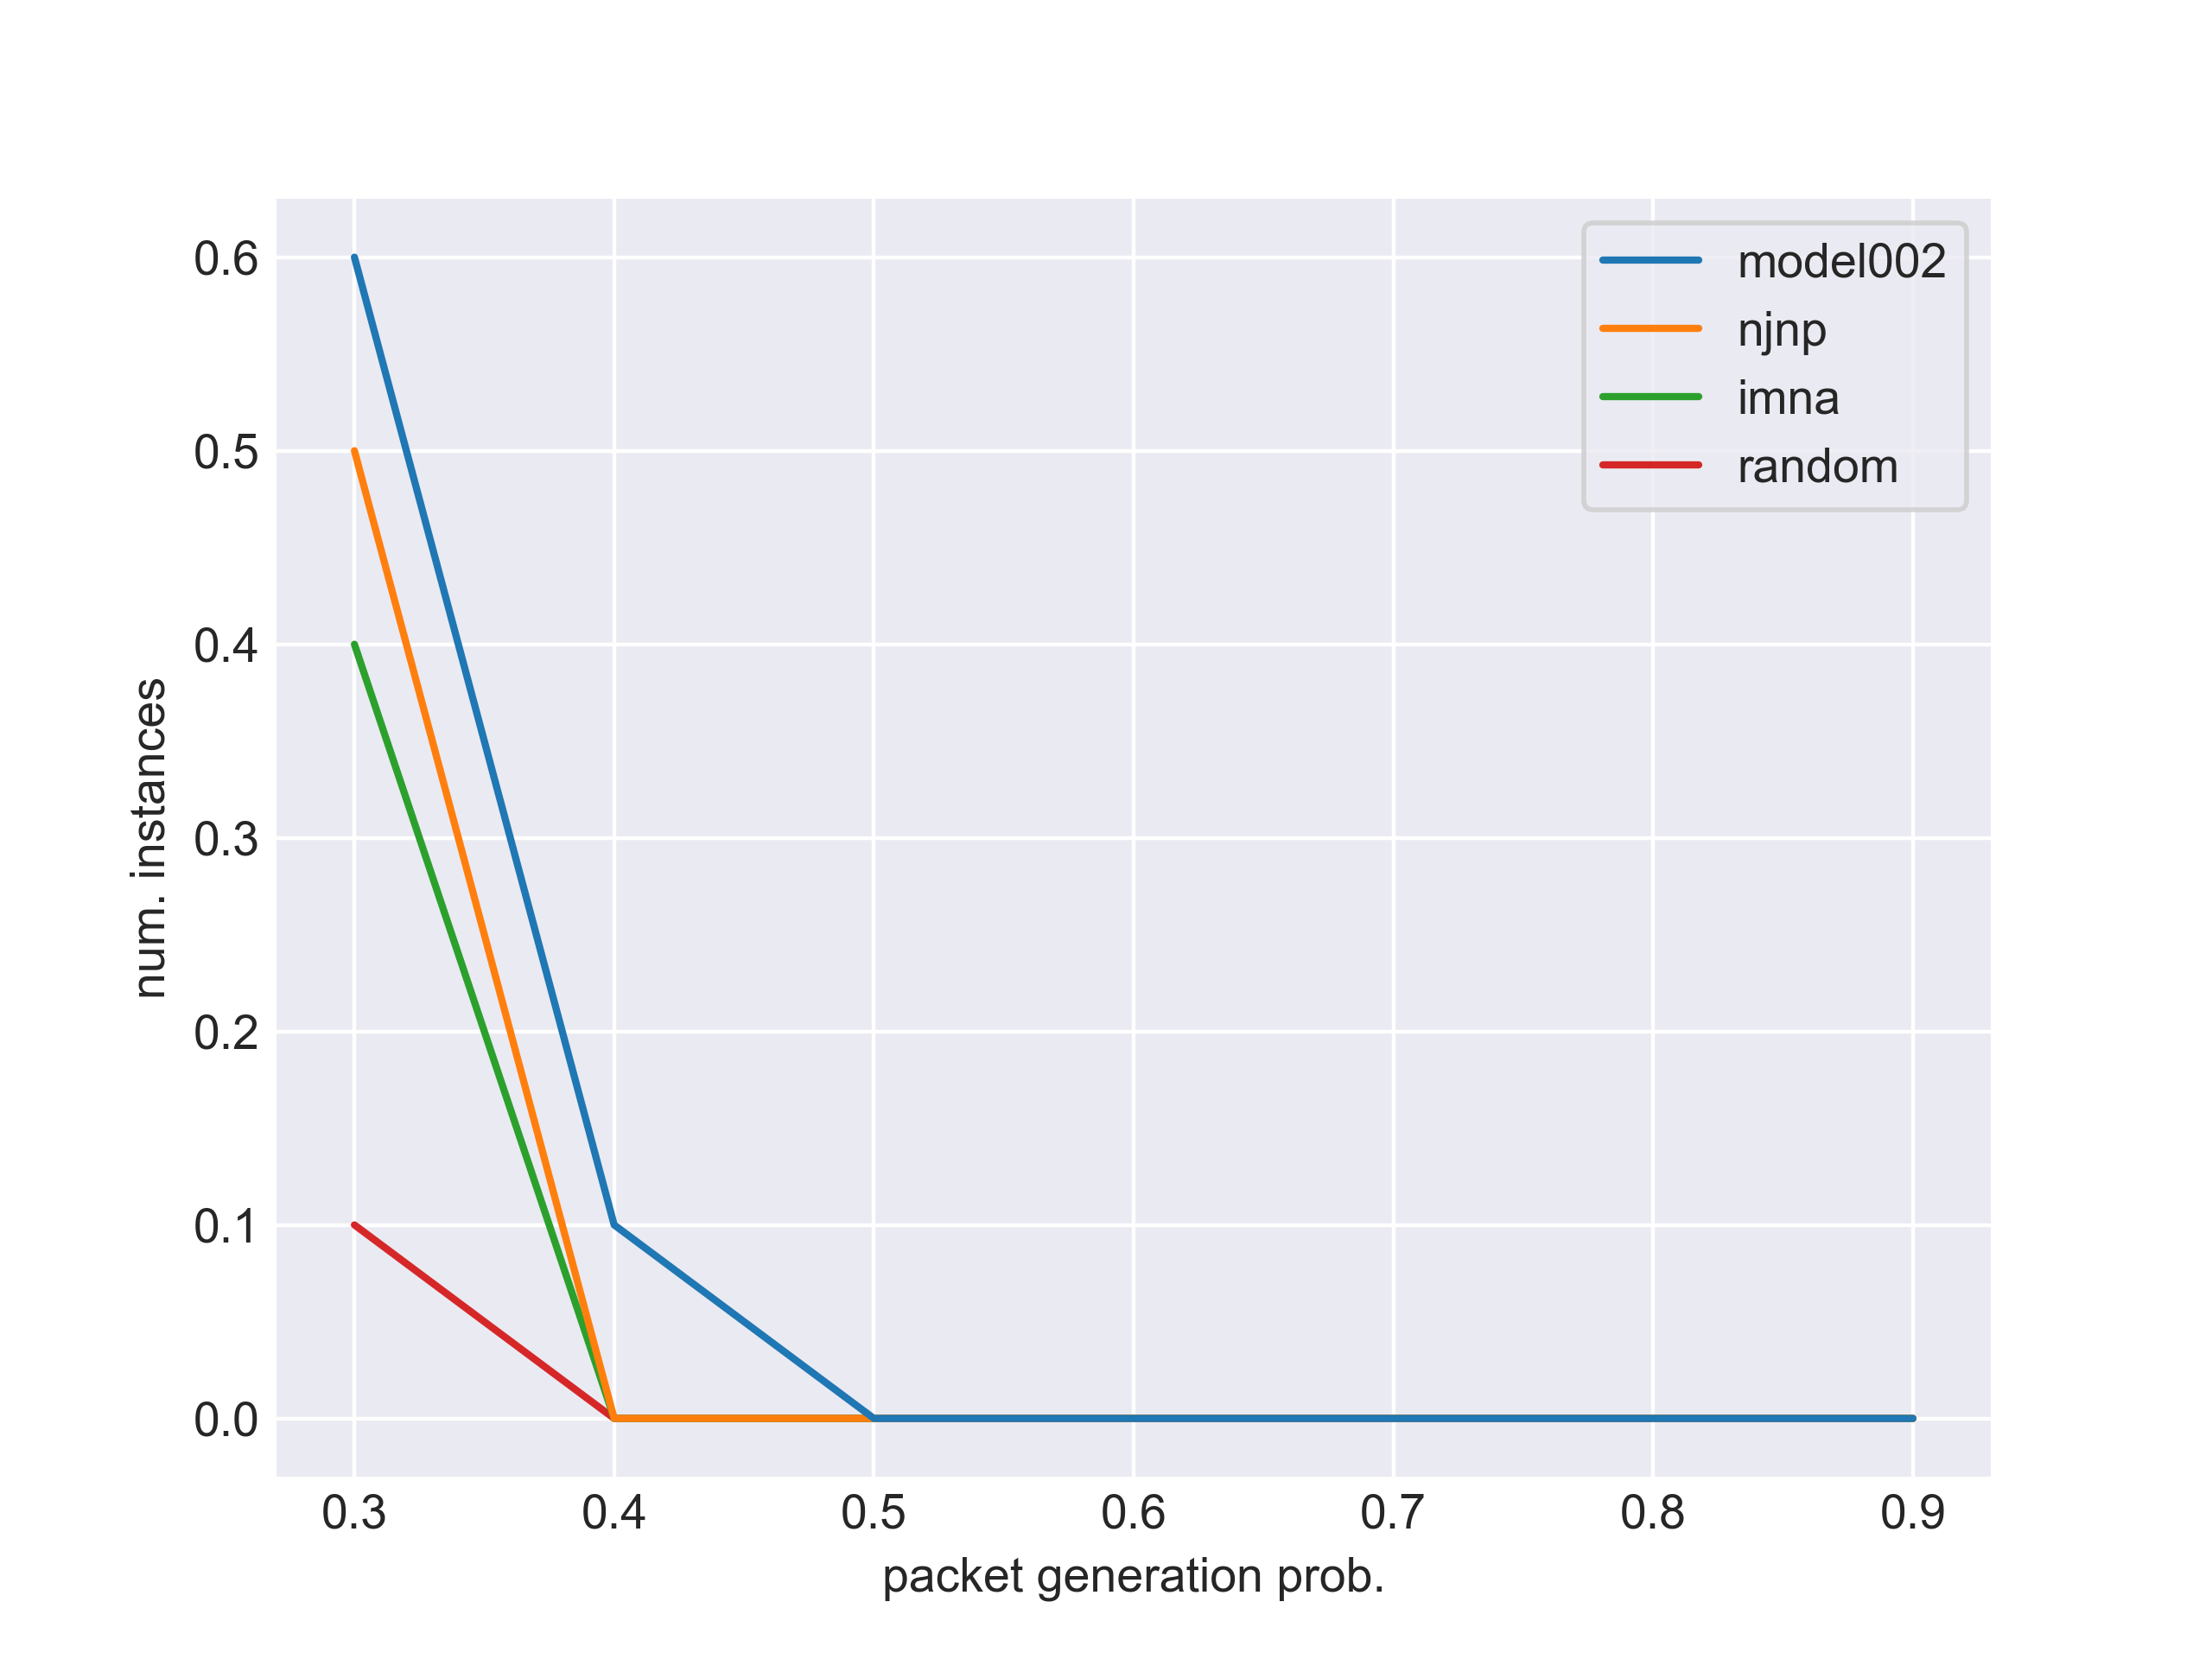 0.6
0.5
0.4
0.3
0.2
0.1
0.0
num. instances
0.3 0.4 0.5 0.6 0.7 0.8 0.9
packet generation prob.
model002
njnp
imna
random